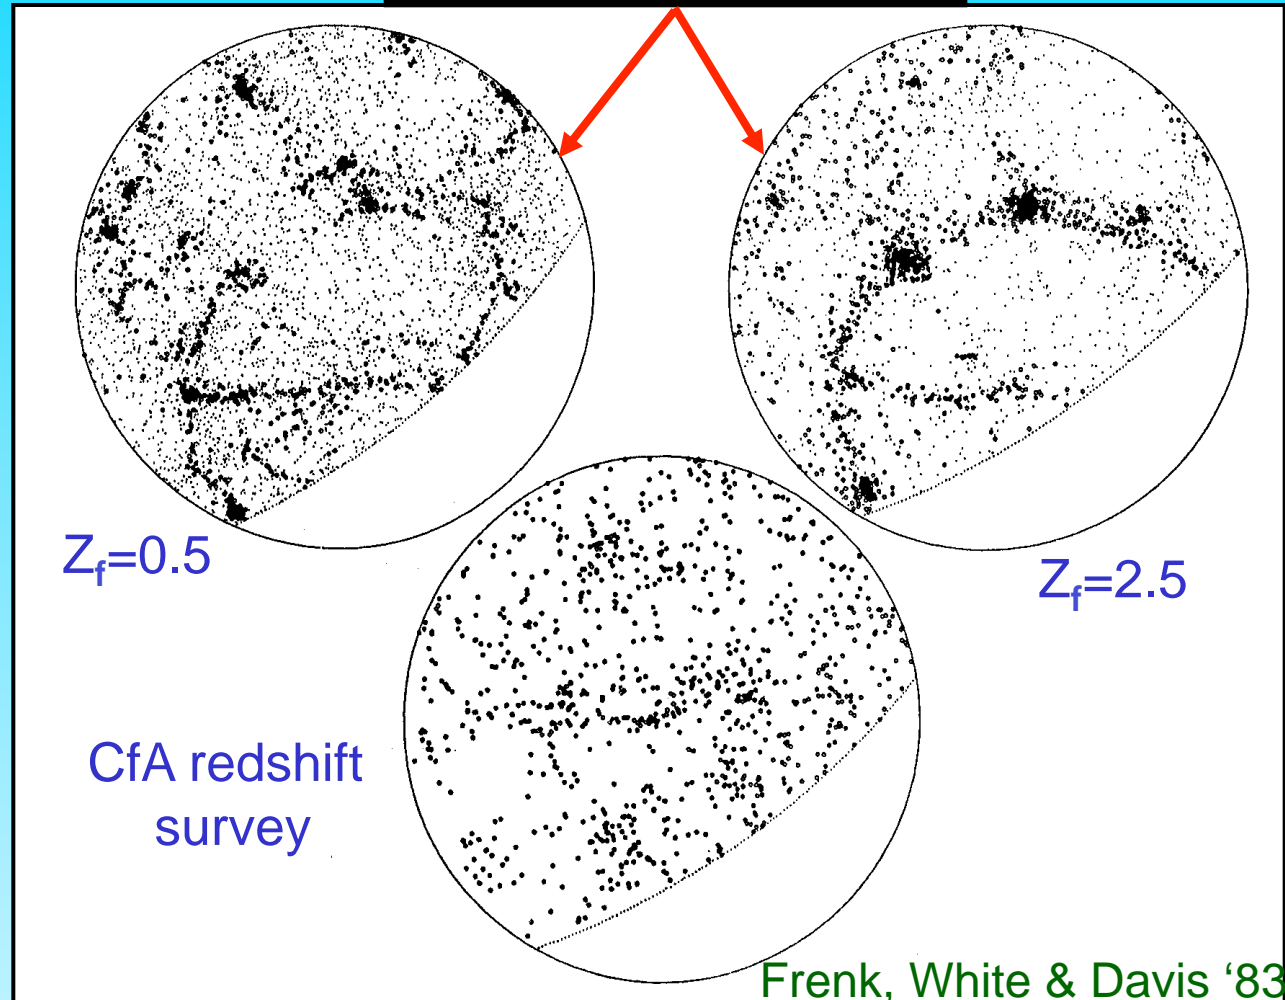 Z_f=0.5
Z_f=2.5
CfA redshift
survey
Frenk, White & Davis ‘83